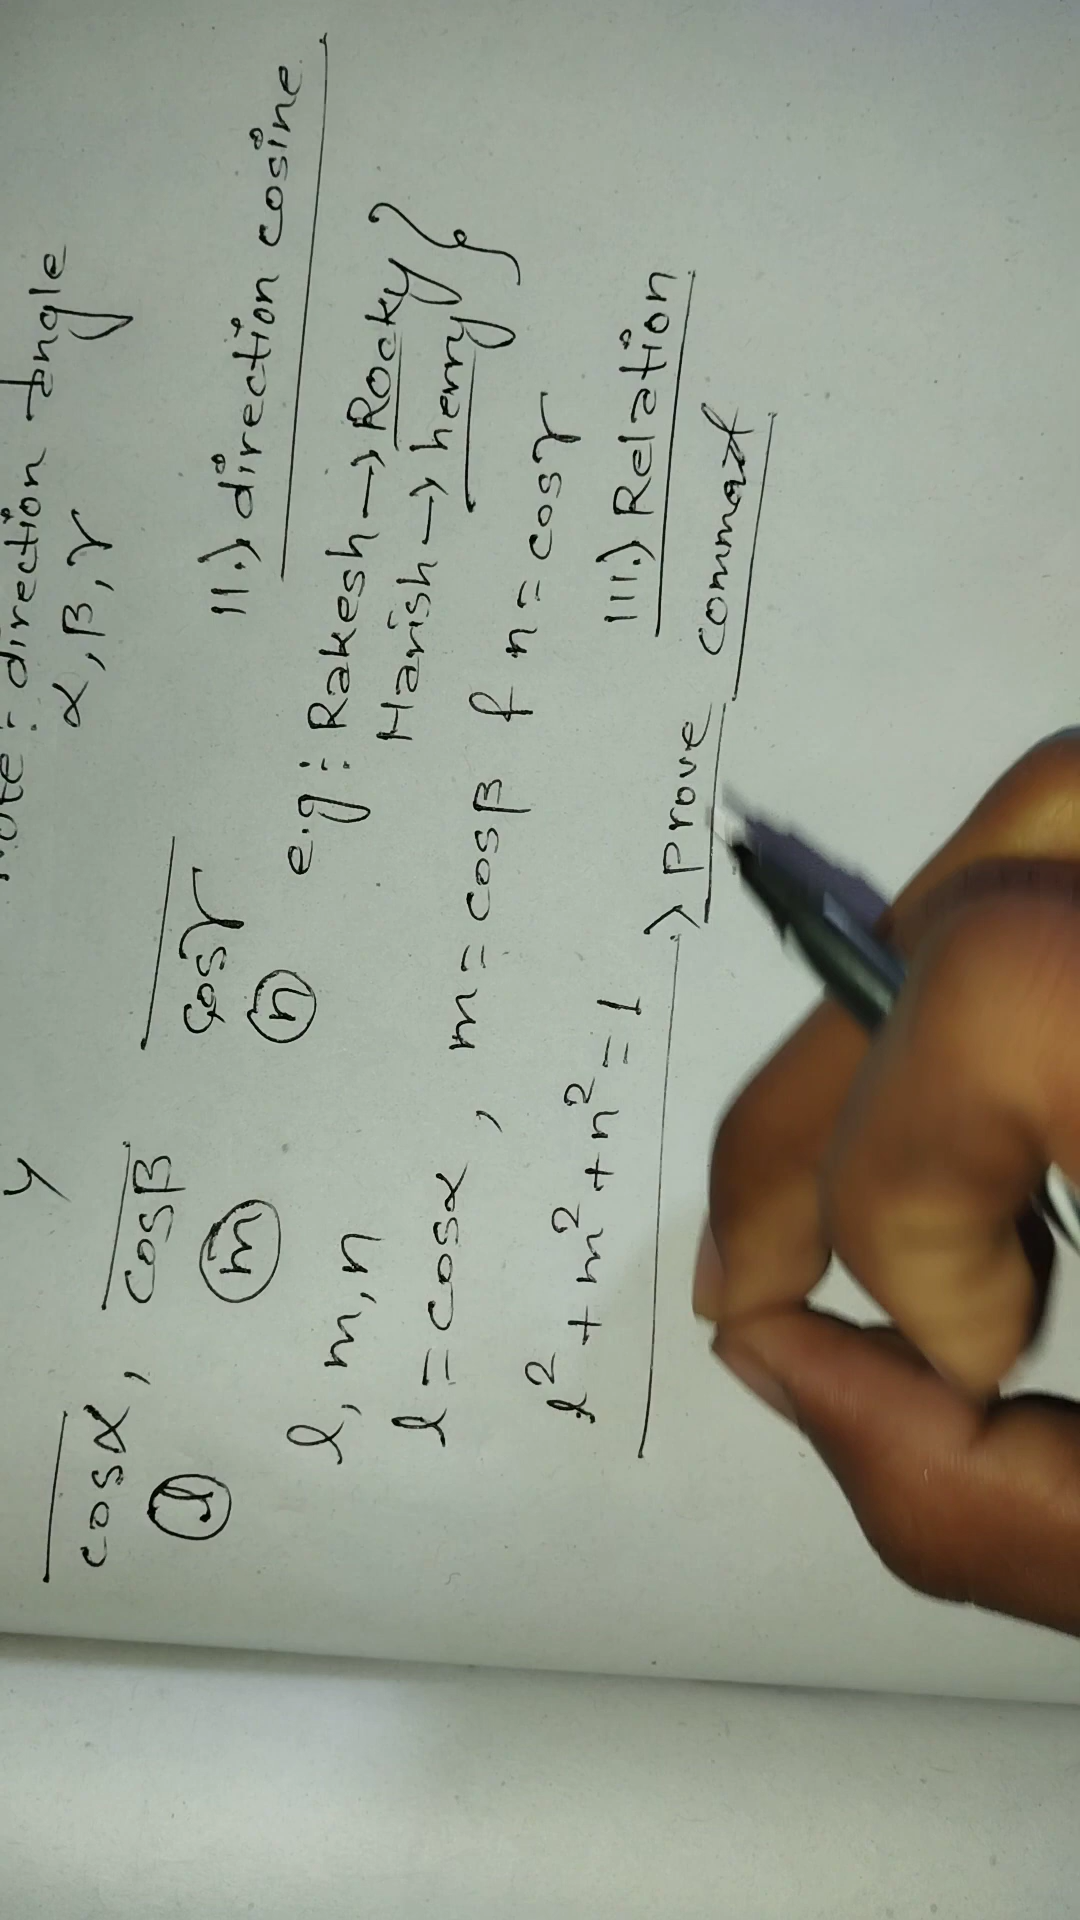 Note: direction angle
α, β, γ
y
cosα, cosβ cosγ
l m n
II.) direction cosine
e.g: Rakesh → Rocky }
Harish → henry
l, m, n
l = cosα, m = cosβ f n = cosγ
l² + m² + n² = 1
III.) Relation
> Prove comment